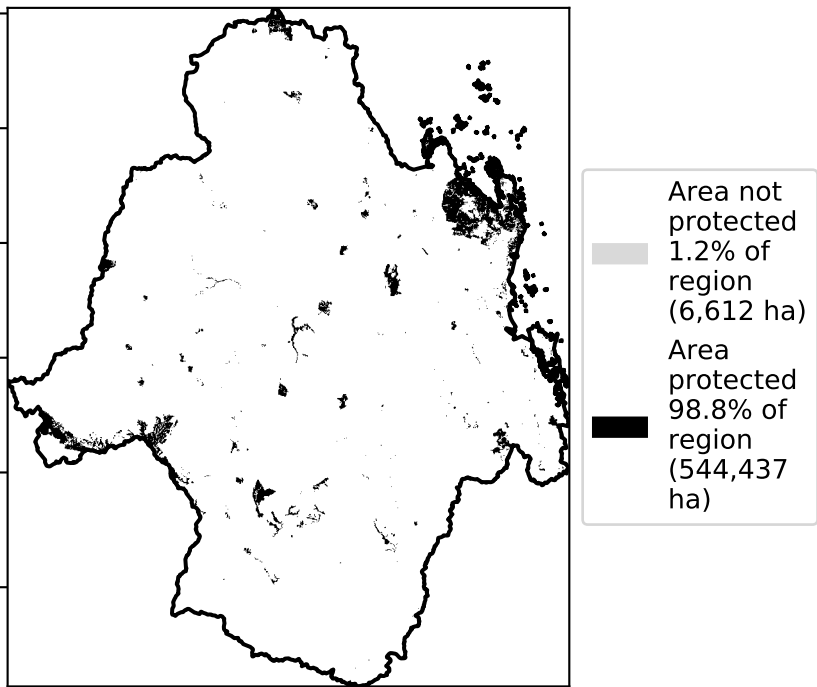 Area not
protected
1.2% of
region
(6,612 ha)
Area
protected
98.8% of
region
(544,437
ha)